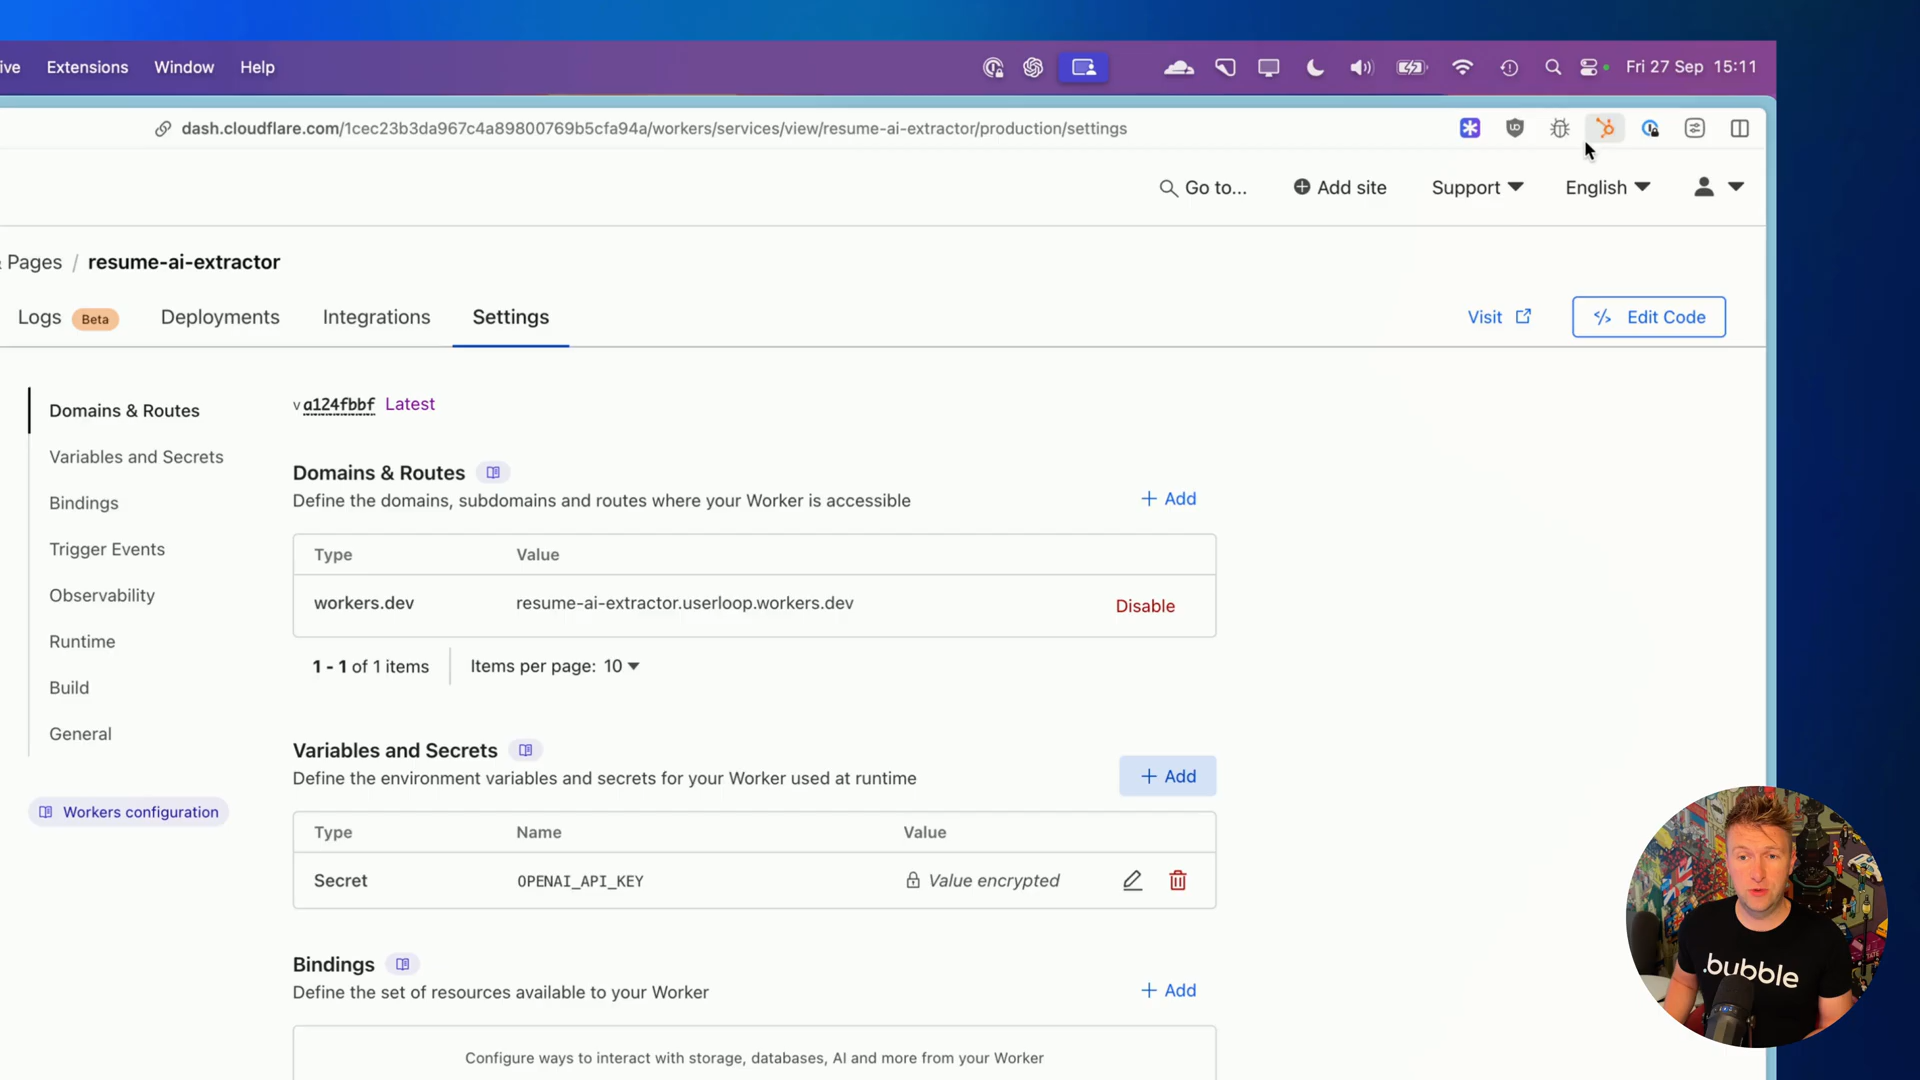 ive Extensions Window Help Fri 27 Sep 15:11
dash.cloudflare.com/1cec23b3da967c4a89800769b5cfa94a/workers/services/view/resume-ai-extractor/production/settings
Go to... Add site Support English
Pages / resume-ai-extractor
Logs Beta Deployments Integrations Settings Visit Edit Code
Domains & Routes
Variables and Secrets
Bindings
Trigger Events
Observability
Runtime
Build
General
Workers configuration
v a124fbbf Latest
Domains & Routes
Define the domains, subdomains and routes where your Worker is accessible
+ Add
Type Value
workers.dev resume-ai-extractor.userloop.workers.dev Disable
1 - 1 of 1 items Items per page: 10
Variables and Secrets
Define the environment variables and secrets for your Worker used at runtime
+ Add
Type Name Value
Secret OPENAI_API_KEY Value encrypted
Bindings
Define the set of resources available to your Worker
+ Add
Configure ways to interact with storage, databases, AI and more from your Worker
.bubble